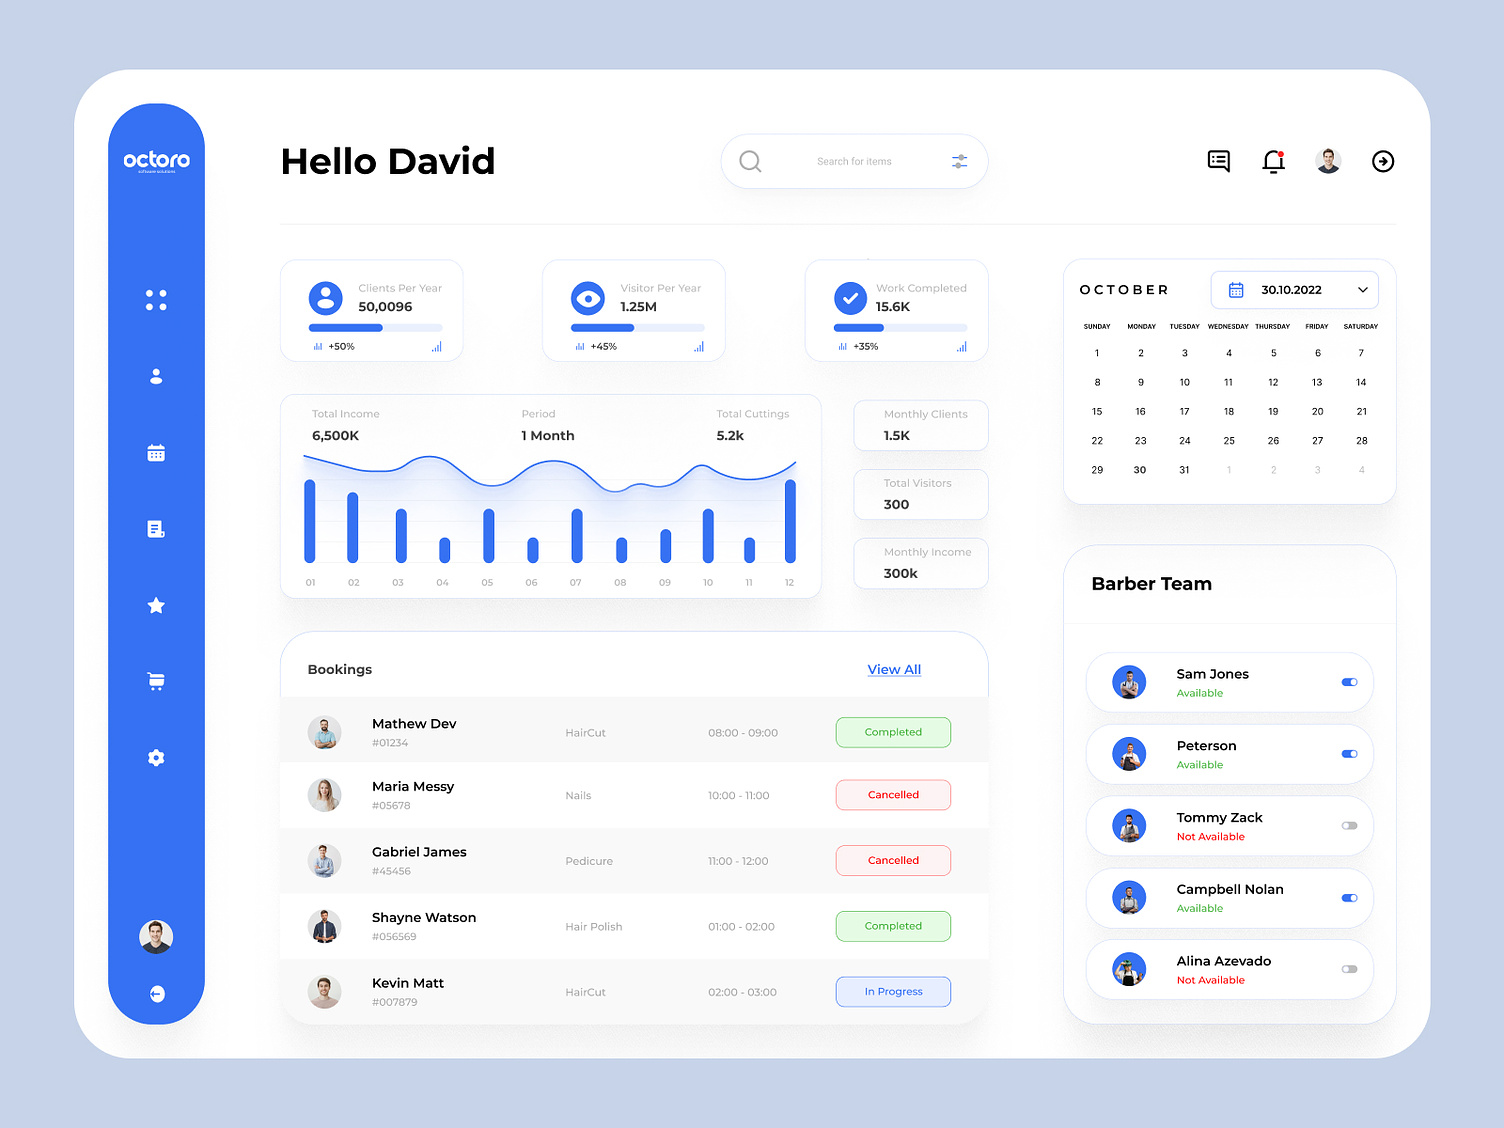 octoro
software solutions
Hello David
Search for items
Clients Per Year
50,0096
+50%
Visitor Per Year
1.25M
+45%
Work Completed
15.6K
+35%
OCTOBER
30.10.2022
SUNDAY MONDAY TUESDAY WEDNESDAY THURSDAY FRIDAY SATURDAY
1 2 3 4 5 6 7
8 9 10 11 12 13 14
15 16 17 18 19 20 21
22 23 24 25 26 27 28
29 30 31 1 2 3 4
Total Income Period Total Cuttings
6,500K 1 Month 5.2k
01 02 03 04 05 06 07 08 09 10 11 12
Monthly Clients
1.5K
Total Visitors
300
Monthly Income
300k
Bookings View All
Mathew Dev
#01234
HairCut 08:00 - 09:00 Completed
Maria Messy
#05678
Nails 10:00 - 11:00 Cancelled
Gabriel James
#45456
Pedicure 11:00 - 12:00 Cancelled
Shayne Watson
#056569
Hair Polish 01:00 - 02:00 Completed
Kevin Matt
#007879
HairCut 02:00 - 03:00 In Progress
Barber Team
Sam Jones
Available
Peterson
Available
Tommy Zack
Not Available
Campbell Nolan
Available
Alina Azevado
Not Available